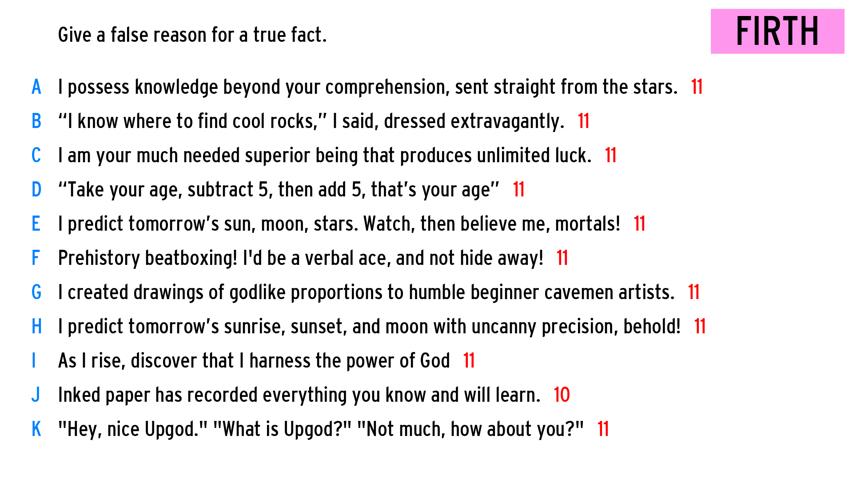 Give a false reason for a true fact.
FIRTH
A I possess knowledge beyond your comprehension, sent straight from the stars. 11
B “I know where to find cool rocks,” I said, dressed extravagantly. 11
C I am your much needed superior being that produces unlimited luck. 11
D “Take your age, subtract 5, then add 5, that’s your age” 11
E I predict tomorrow’s sun, moon, stars. Watch, then believe me, mortals! 11
F Prehistory beatboxing! I'd be a verbal ace, and not hide away! 11
G I created drawings of godlike proportions to humble beginner cavemen artists. 11
H I predict tomorrow’s sunrise, sunset, and moon with uncanny precision, behold! 11
I As I rise, discover that I harness the power of God 11
J Inked paper has recorded everything you know and will learn. 10
K "Hey, nice Upgod." "What is Upgod?" "Not much, how about you?" 11